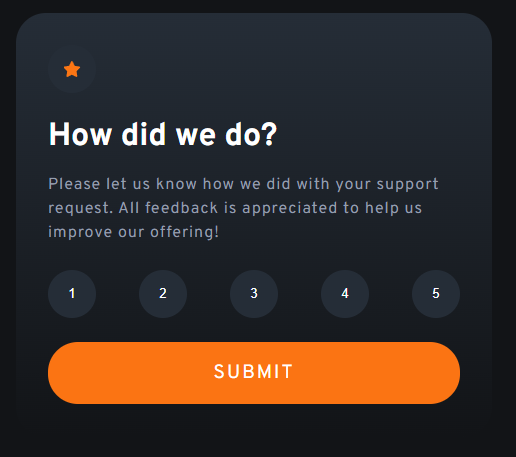 How did we do?
Please let us know how we did with your support
request. All feedback is appreciated to help us
improve our offering!
1 2 3 4 5
SUBMIT